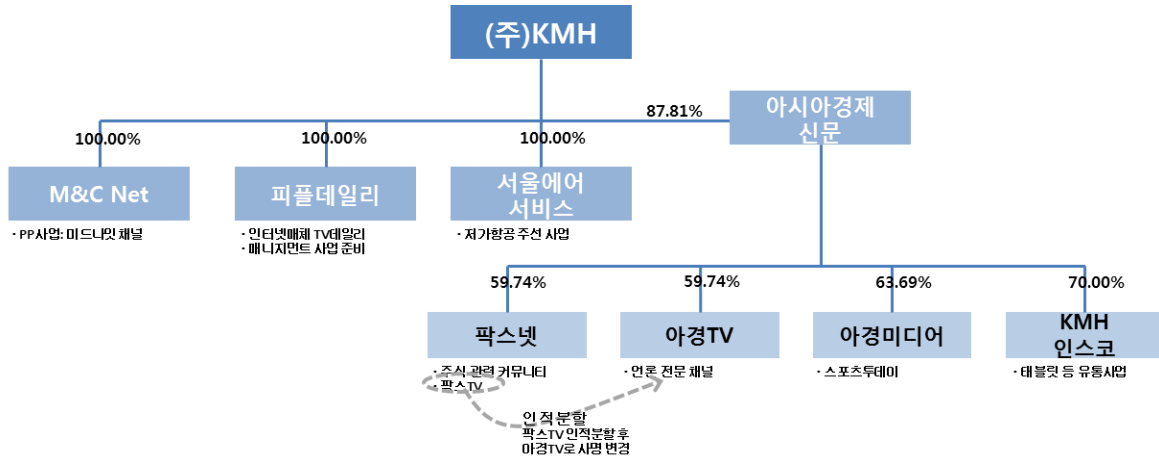 (주)KMH
87.81%
아시아경제
신문
100.00%
100.00%
100.00%
M&C Net
피플데일리
서울에어
서비스
· PP사업: 미드나잇 채널
· 인터넷매체 TV데일리
· 매니지먼트 사업 준비
· 저가항공 주선 사업
59.74%
59.74%
63.69%
70.00%
팍스넷
아경TV
아경미디어
KMH
인스코
· 주식 관련 커뮤니티
· 팍스TV
· 언론 전문 채널
· 스포츠투데이
· 태블릿 등 유통사업
인적분할
팍스TV 인적분할 후
아경TV로 사명 변경